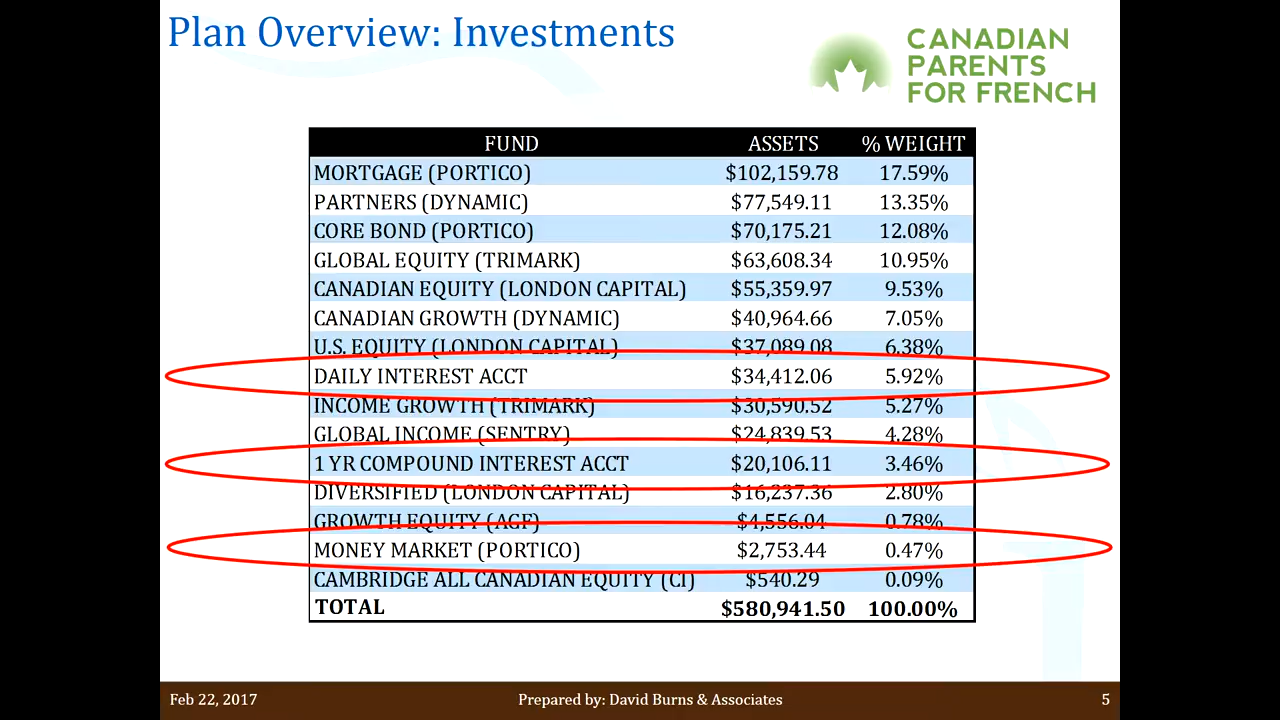 Plan Overview: Investments
CANADIAN
PARENTS
FOR FRENCH
FUND ASSETS % WEIGHT
MORTGAGE (PORTICO) $102,159.78 17.59%
PARTNERS (DYNAMIC) $77,549.11 13.35%
CORE BOND (PORTICO) $70,175.21 12.08%
GLOBAL EQUITY (TRIMARK) $63,608.34 10.95%
CANADIAN EQUITY (LONDON CAPITAL) $55,359.97 9.53%
CANADIAN GROWTH (DYNAMIC) $40,964.66 7.05%
U.S. EQUITY (LONDON CAPITAL) $37,089.08 6.38%
DAILY INTEREST ACCT $34,412.06 5.92%
INCOME GROWTH (TRIMARK) $30,590.52 5.27%
GLOBAL INCOME (SENTRY) $24,839.53 4.28%
1 YR COMPOUND INTEREST ACCT $20,106.11 3.46%
DIVERSIFIED (LONDON CAPITAL) $16,237.36 2.80%
GROWTH EQUITY (AGF) $4,556.04 0.78%
MONEY MARKET (PORTICO) $2,753.44 0.47%
CAMBRIDGE ALL CANADIAN EQUITY (CI) $540.29 0.09%
TOTAL $580,941.50 100.00%
Feb 22, 2017 Prepared by: David Burns & Associates 5